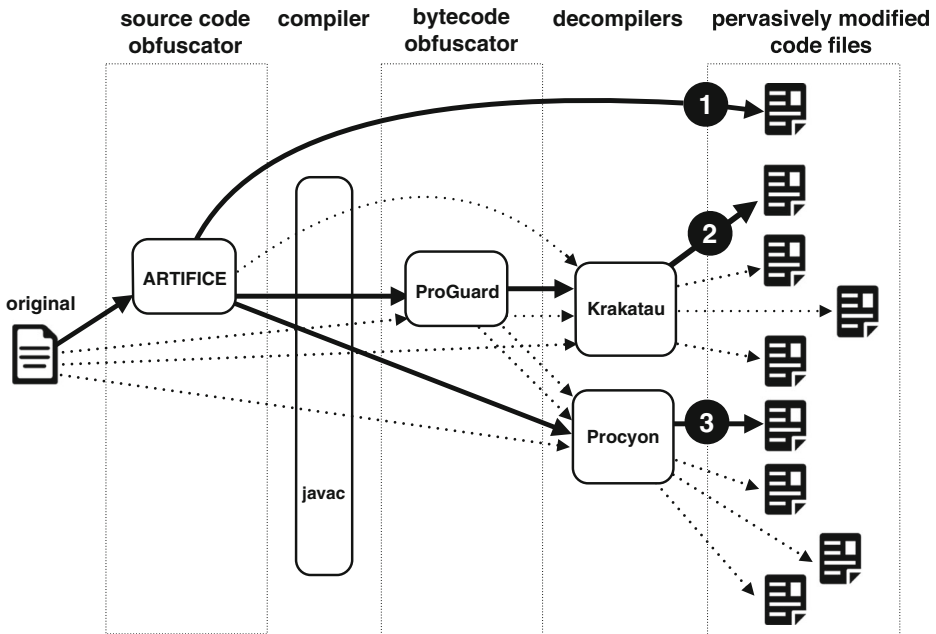 source code
obfuscator
compiler
bytecode
obfuscator
decompilers
pervasively modified
code files
1
2
ARTIFICE
ProGuard
original
Krakatau
3
Procyon
javac